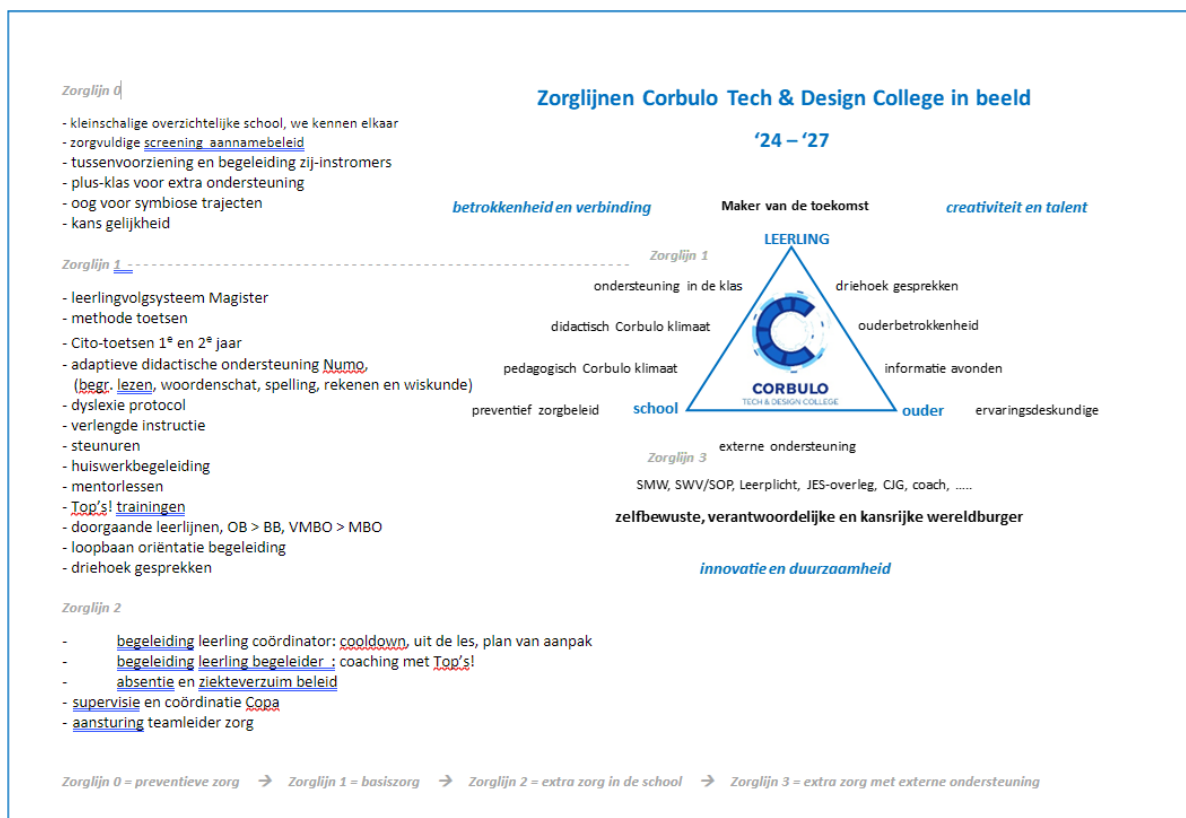 Zorglijn 0
- kleinschalige overzichtelijke school, we kennen elkaar
- zorgvuldige screening aannamebeleid
- tussenvoorziening en begeleiding zij-instromers
- plus-klas voor extra ondersteuning
- oog voor symbiose trajecten
- kans gelijkheid
Zorglijn 1
- leerlingvolgsysteem Magister
- methode toetsen
- Cito-toetsen 1e en 2e jaar
- adaptieve didactische ondersteuning Numo,
(begr. lezen, woordenschat, spelling, rekenen en wiskunde)
- dyslexie protocol
- verlengde instructie
- steunuren
- huiswerkbegeleiding
- mentorlessen
- Top's! trainingen
- doorgaande leerlijnen, OB > BB, VMBO > MBO
- loopbaan oriëntatie begeleiding
- driehoek gesprekken
Zorglijn 2
- begeleiding leerling coördinator: cooldown, uit de les, plan van aanpak
- begeleiding leerling begeleider : coaching met Top's!
- absentie en ziekteverzuim beleid
- supervisie en coördinatie Copa
- aansturing teamleider zorg
Zorglijnen Corbulo Tech & Design College in beeld
'24 – '27
betrokkenheid en verbinding Maker van de toekomst creativiteit en talent
LEERLING
Zorglijn 1
ondersteuning in de klas driehoek gesprekken
didactisch Corbulo klimaat ouderbetrokkenheid
pedagogisch Corbulo klimaat informatie avonden
CORBULO
TECH & DESIGN COLLEGE
preventief zorgbeleid school ouder ervaringsdeskundige
externe ondersteuning
Zorglijn 3
SMW, SWV/SOP, Leerplicht, JES-overleg, CJG, coach, .....
zelfbewuste, verantwoordelijke en kansrijke wereldburger
innovatie en duurzaamheid
Zorglijn 0 = preventieve zorg → Zorglijn 1 = basiszorg → Zorglijn 2 = extra zorg in de school → Zorglijn 3 = extra zorg met externe ondersteuning